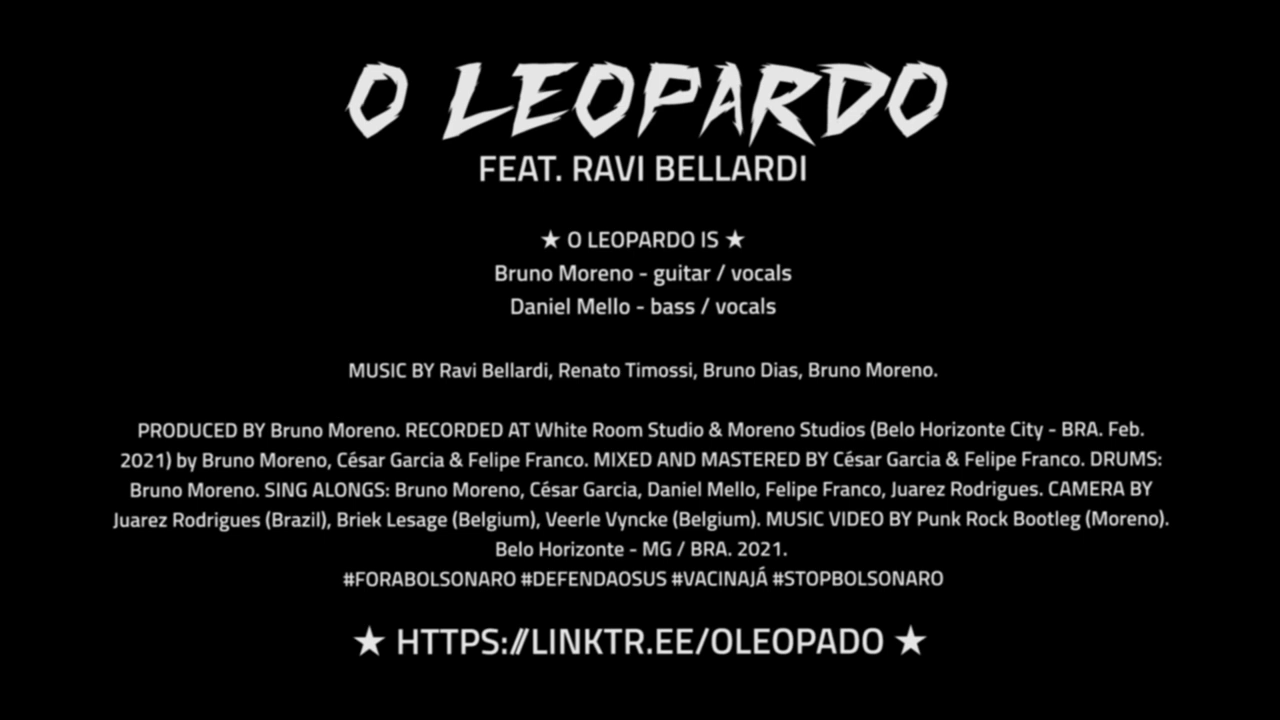 O LEOPARDO
FEAT. RAVI BELLARDI
★ O LEOPARDO IS ★
Bruno Moreno - guitar / vocals
Daniel Mello - bass / vocals
MUSIC BY Ravi Bellardi, Renato Timossi, Bruno Dias, Bruno Moreno.
PRODUCED BY Bruno Moreno. RECORDED AT White Room Studio & Moreno Studios (Belo Horizonte City - BRA. Feb.
2021) by Bruno Moreno, César Garcia & Felipe Franco. MIXED AND MASTERED BY César Garcia & Felipe Franco. DRUMS:
Bruno Moreno. SING ALONGS: Bruno Moreno, César Garcia, Daniel Mello, Felipe Franco, Juarez Rodrigues. CAMERA BY
Juarez Rodrigues (Brazil), Briek Lesage (Belgium), Veerle Vyncke (Belgium). MUSIC VIDEO BY Punk Rock Bootleg (Moreno).
Belo Horizonte - MG / BRA. 2021.
#FORABOLSONARO #DEFENDAOSUS #VACINAJÁ #STOPBOLSONARO
★ HTTPS://LINKTR.EE/OLEOPADO ★